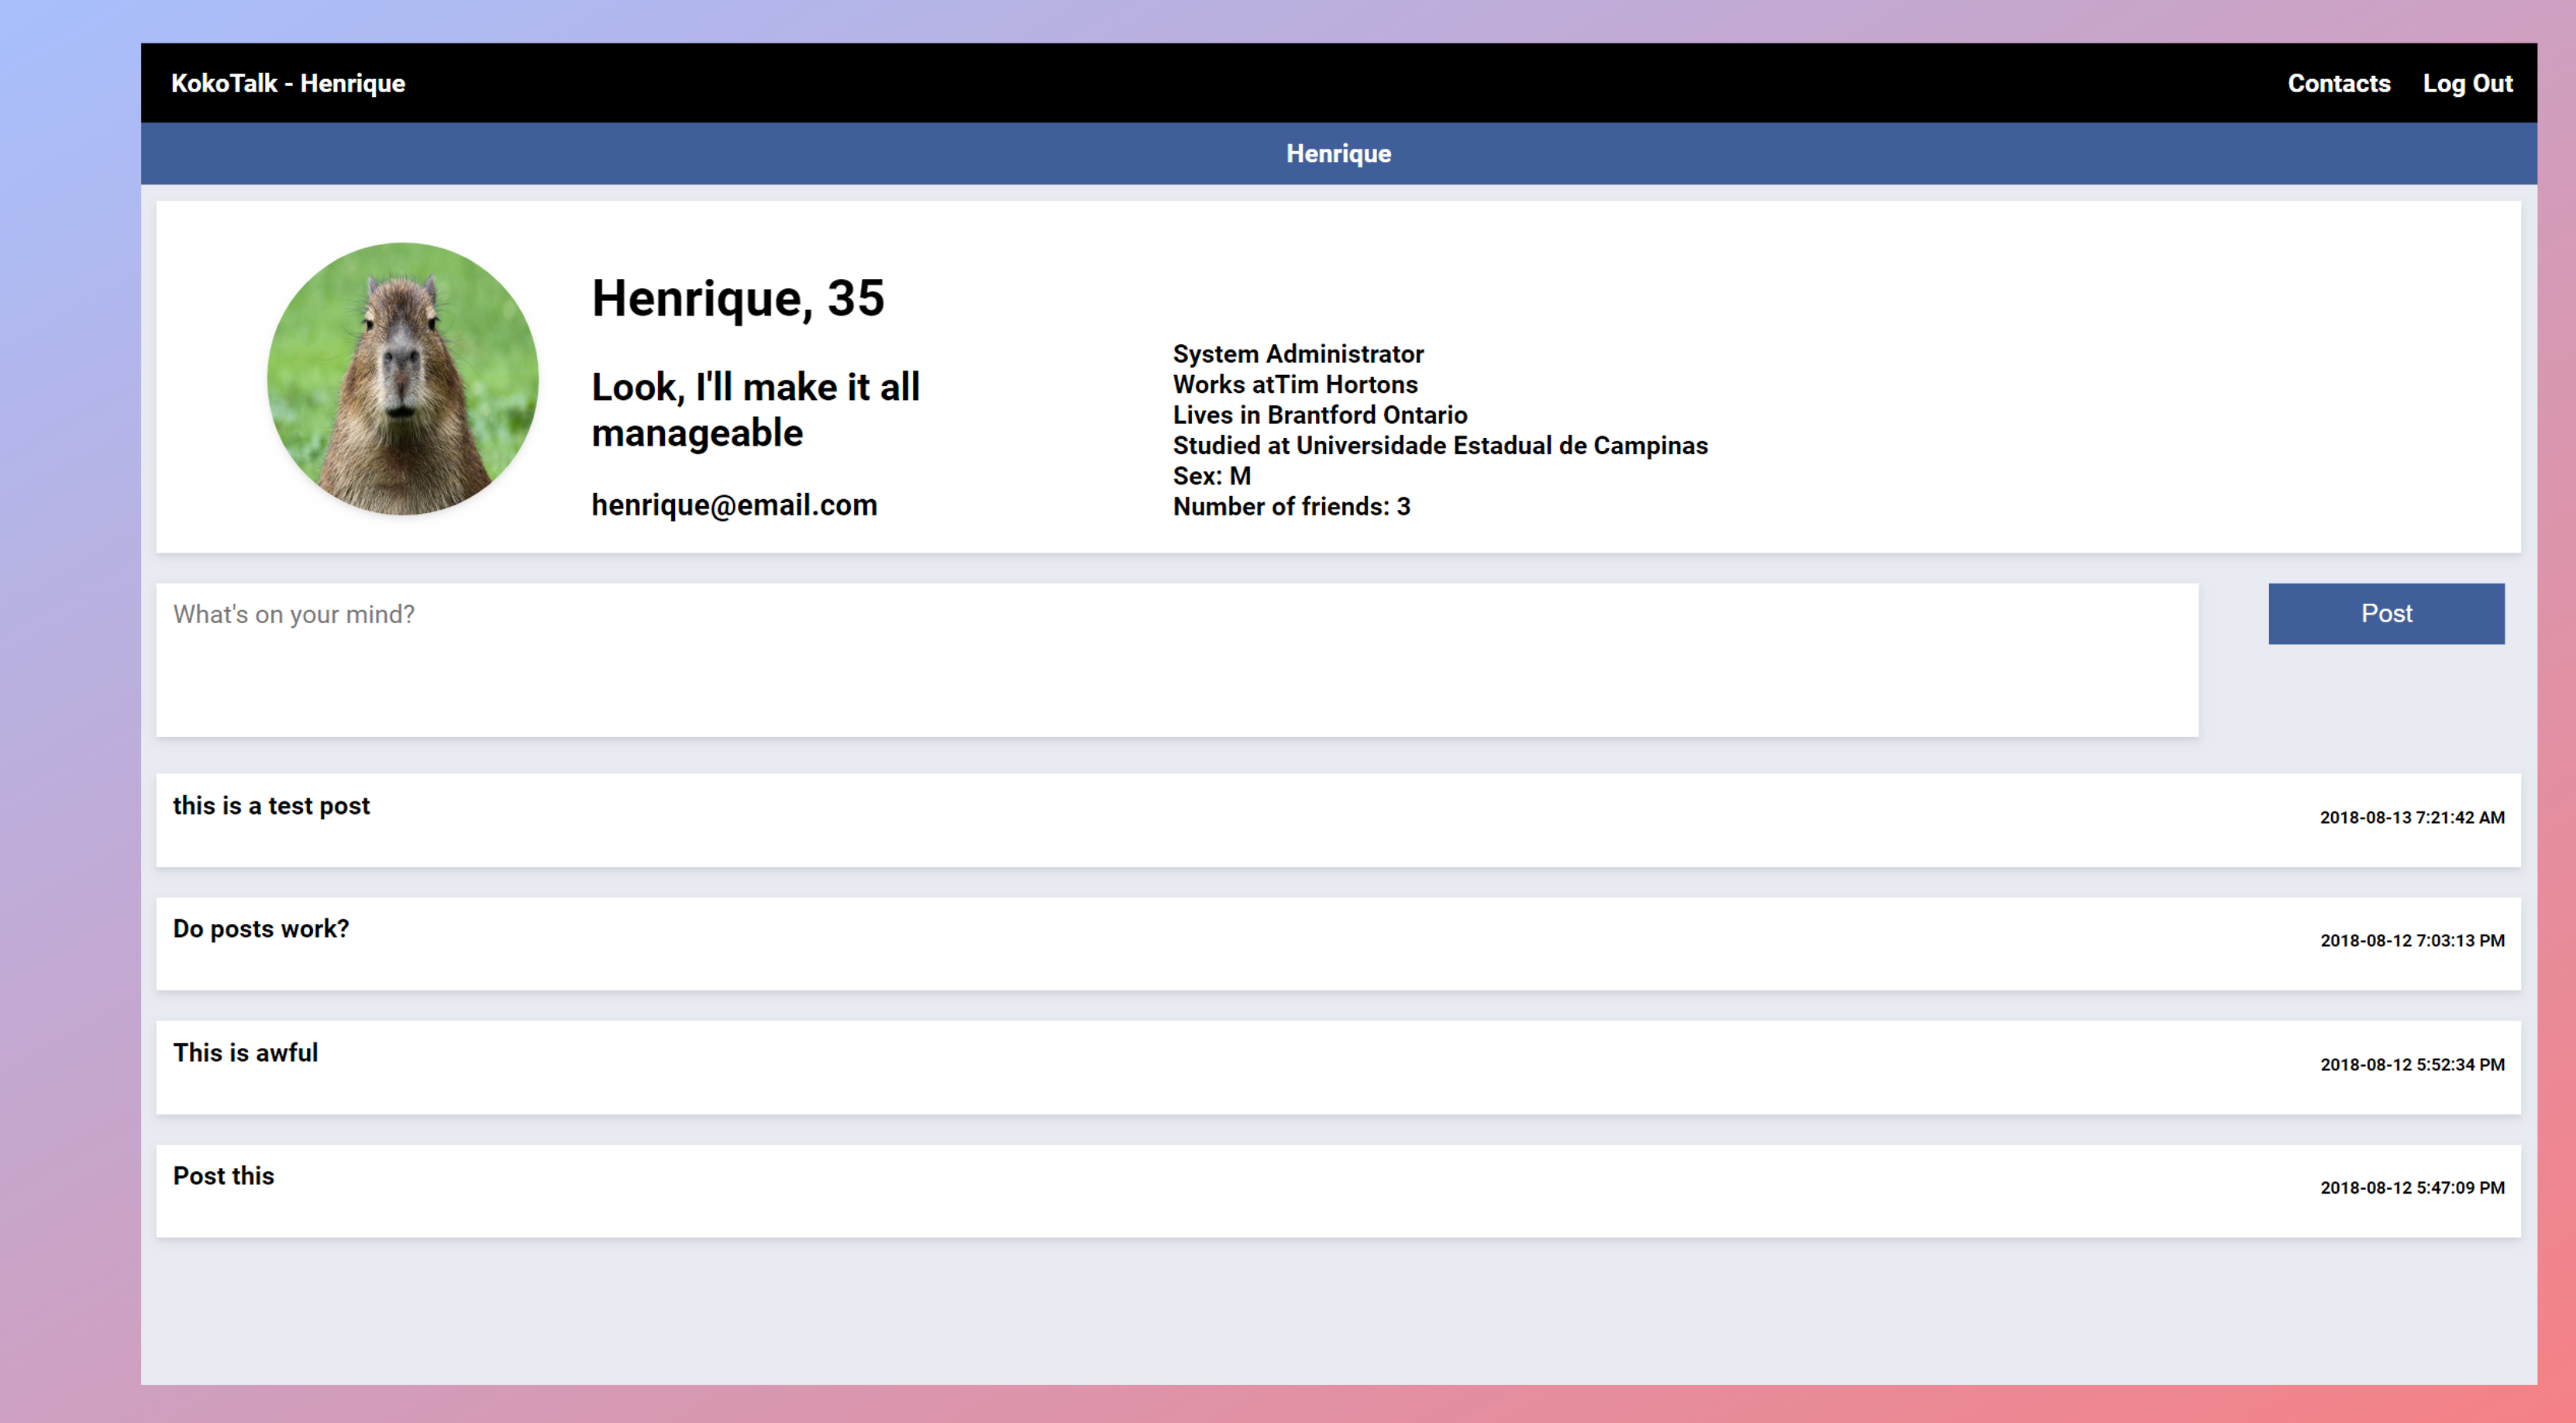 KokoTalk - Henrique
Contacts
Log Out
Henrique
Henrique, 35
Look, I'll make it all
manageable
henrique@email.com
System Administrator
Works atTim Hortons
Lives in Brantford Ontario
Studied at Universidade Estadual de Campinas
Sex: M
Number of friends: 3
What's on your mind?
Post
this is a test post
2018-08-13 7:21:42 AM
Do posts work?
2018-08-12 7:03:13 PM
This is awful
2018-08-12 5:52:34 PM
Post this
2018-08-12 5:47:09 PM